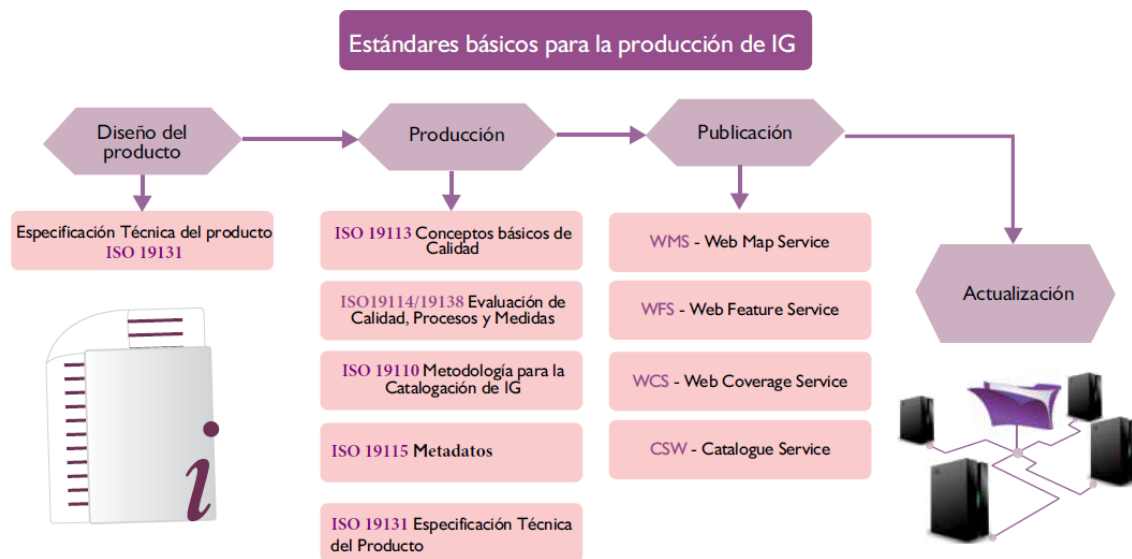 Estándares básicos para la producción de IG
Diseño del
producto
Producción
Publicación
Especificación Técnica del producto
ISO 19131
ISO 19113 Conceptos básicos de
Calidad
ISO19114/19138 Evaluación de
Calidad, Procesos y Medidas
ISO 19110 Metodología para la
Catalogación de IG
ISO 19115 Metadatos
ISO 19131 Especificación Técnica
del Producto
WMS - Web Map Service
WFS - Web Feature Service
WCS - Web Coverage Service
CSW - Catalogue Service
Actualización
i